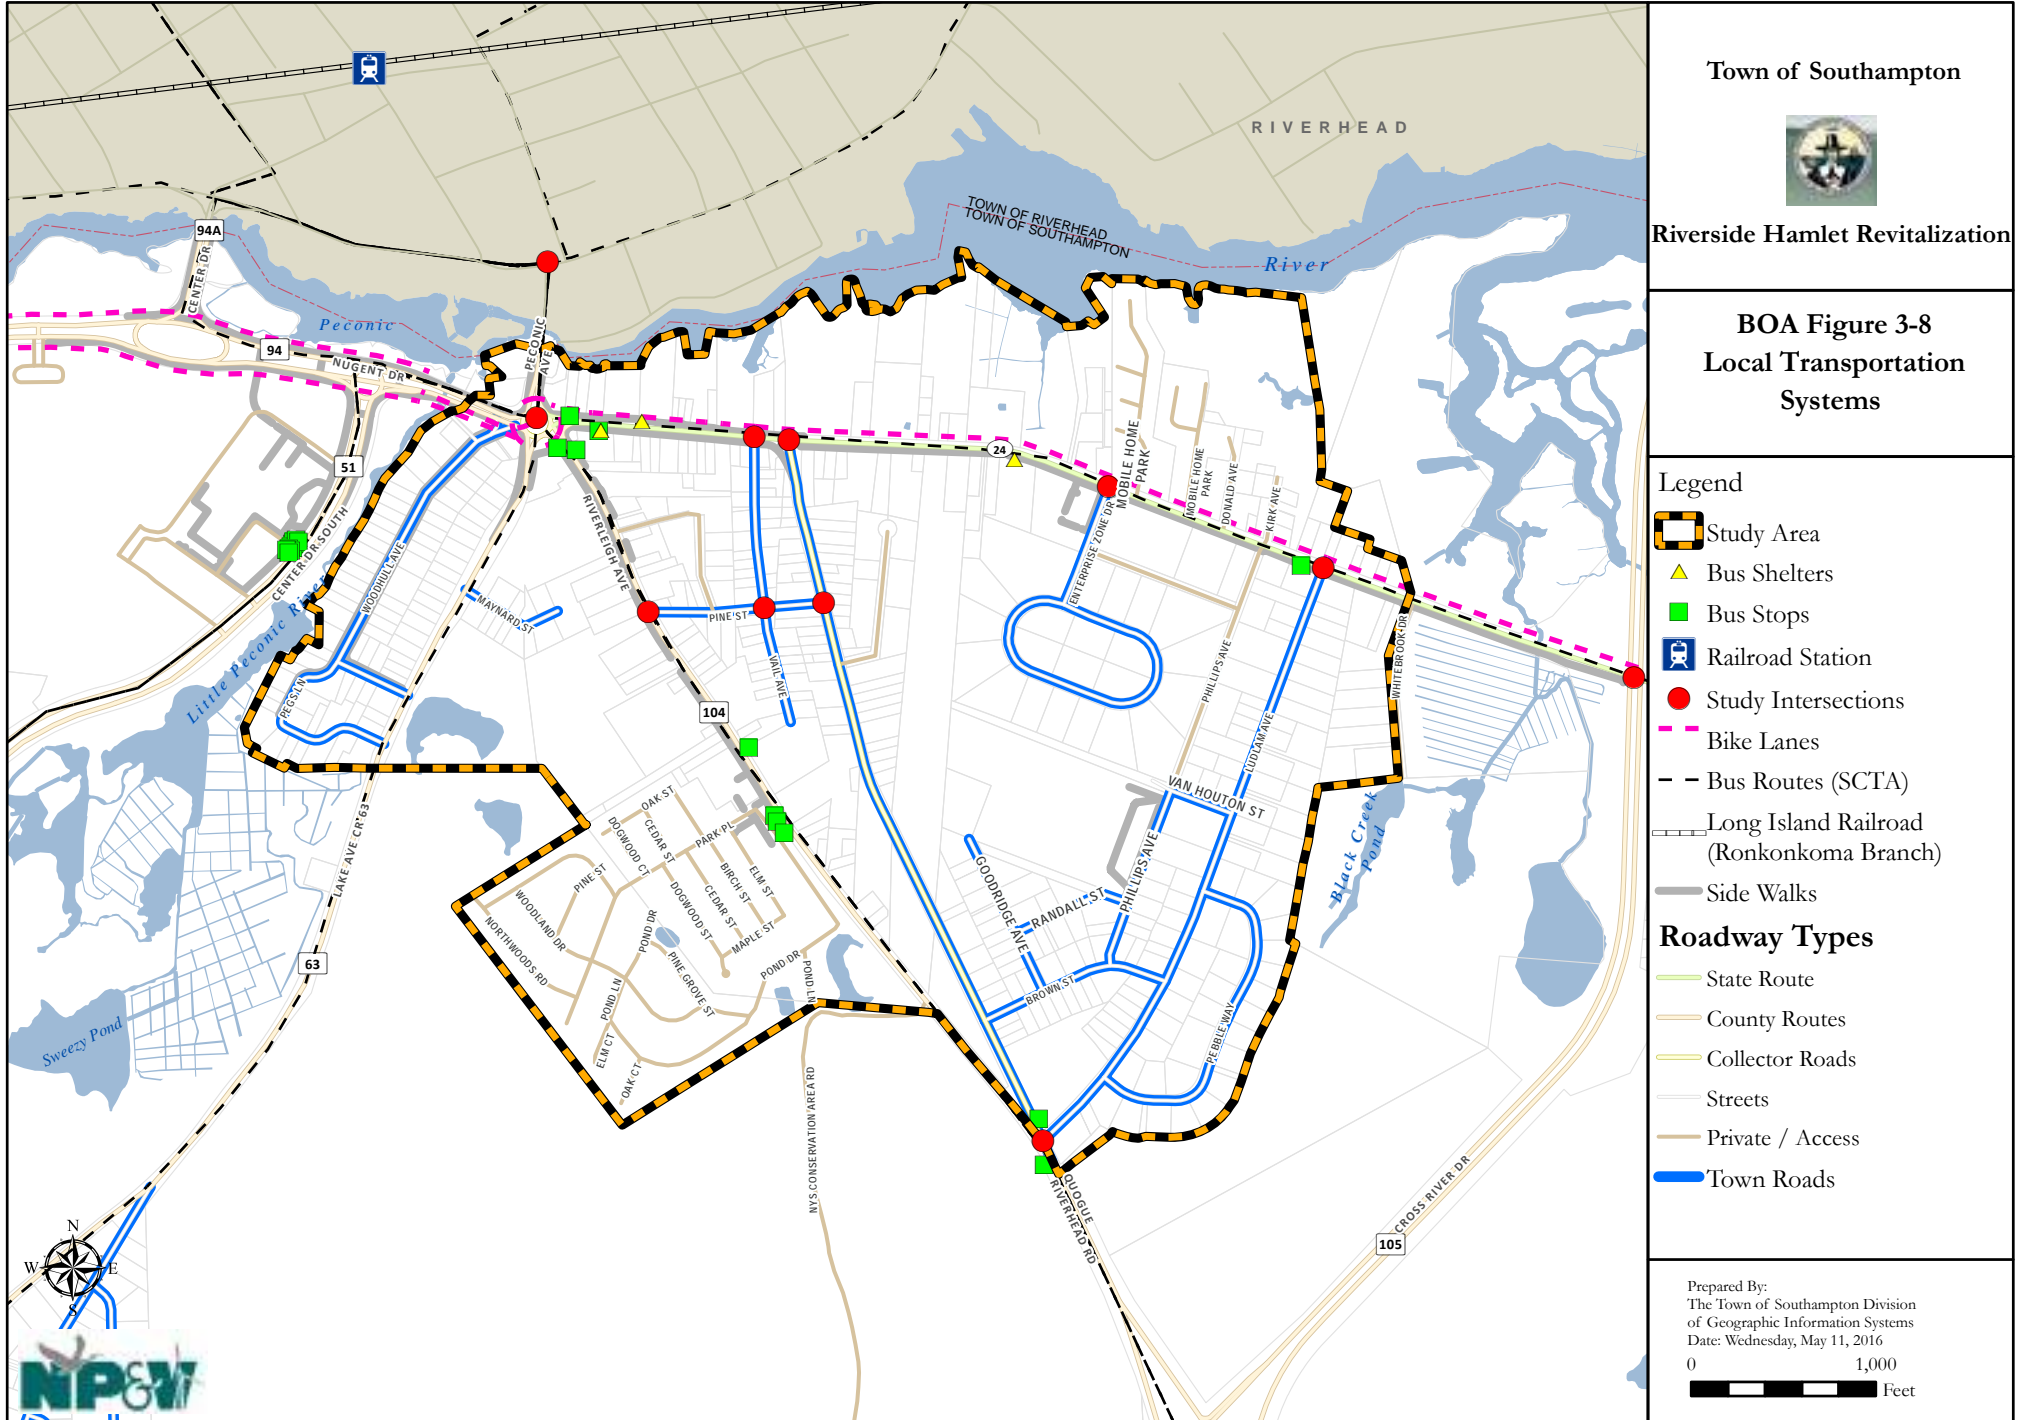 RIVERHEAD
TOWN OF RIVERHEAD
TOWN OF SOUTHAMPTON
River
94A
CENTER DR
Peconic
94
NUGENT DR
PECONIC
AVE
51
CENTER DR SOUTH
Little Peconic River
WOODHULL AVE
MAYNARD ST
PEGS LN
RIVERLEIGH AVE
PINE ST
VAIL AVE
104
24
MOBILE HOME
PARK
MOBILE HOME
PARK
DONALD AVE
KIRK AVE
ENTERPRISE ZONE DR
PHILLIPS AVE
LUDLAM AVE
WHITEBROOK DR
VAN HOUTON ST
Black Creek
Pond
PHILLIPS AVE
GOODRIDGE AVE
RANDALL ST
BROWN ST
PEBBLE WAY
OAK ST
DOGWOOD CT
CEDAR ST
PARK PL
BIRCH ST
ELM ST
PINE ST
WOODLAND DR
NORTHWOODS RD
DOGWOOD ST
CEDAR ST
MAPLE ST
POND DR
PINE GROVE ST
POND DR
POND LN
POND LN
ELM CT
OAK CT
LAKE AVE CR 63
63
Sweezy Pond
NYS CONSERVATION AREA RD
QUOGUE
RIVERHEAD RD
105
CROSS RIVER DR
N
W
E
S
NP&V
Town of Southampton
Riverside Hamlet Revitalization
BOA Figure 3-8
Local Transportation
Systems
Legend
Study Area
Bus Shelters
Bus Stops
Railroad Station
Study Intersections
Bike Lanes
Bus Routes (SCTA)
Long Island Railroad
(Ronkonkoma Branch)
Side Walks
Roadway Types
State Route
County Routes
Collector Roads
Streets
Private / Access
Town Roads
Prepared By:
The Town of Southampton Division
of Geographic Information Systems
Date: Wednesday, May 11, 2016
0
1,000
Feet